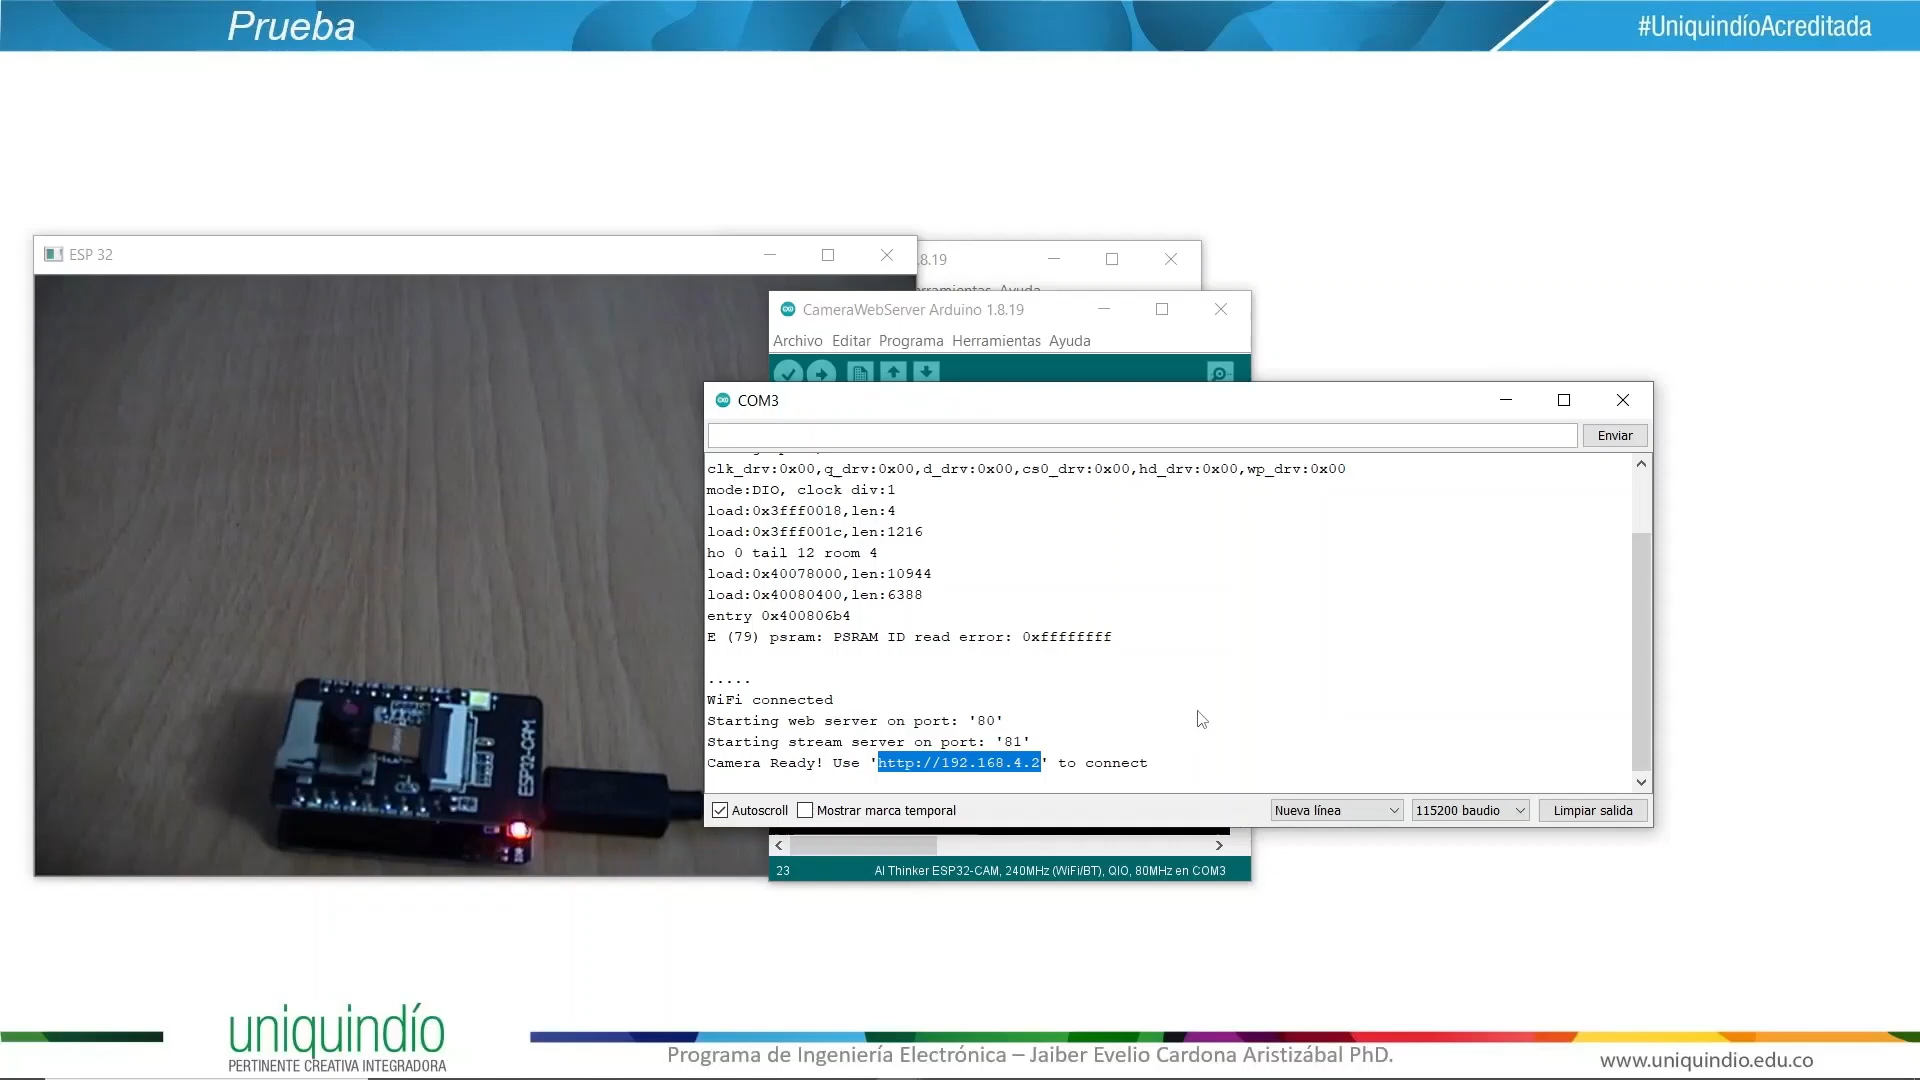 Prueba
#UniquindíoAcreditada
ESP 32
.8.19
Ayuda
CameraWebServer Arduino 1.8.19
Archivo Editar Programa Herramientas Ayuda
COM3
Enviar
clk_drv:0x00,q_drv:0x00,d_drv:0x00,cs0_drv:0x00,hd_drv:0x00,wp_drv:0x00
mode:DIO, clock div:1
load:0x3fff0018,len:4
load:0x3fff001c,len:1216
ho 0 tail 12 room 4
load:0x40078000,len:10944
load:0x40080400,len:6388
entry 0x400806b4
E (79) psram: PSRAM ID read error: 0xffffffff
.....
WiFi connected
Starting web server on port: '80'
Starting stream server on port: '81'
Camera Ready! Use 'http://192.168.4.2' to connect
Autoscroll Mostrar marca temporal
Nueva línea 115200 baudio Limpiar salida
23 AI Thinker ESP32-CAM, 240MHz (WiFi/BT), QIO, 80MHz en COM3
ESP32-CAM
uniquindío
PERTINENTE CREATIVA INTEGRADORA
Programa de Ingeniería Electrónica – Jaiber Evelio Cardona Aristizábal PhD.
www.uniquindio.edu.co